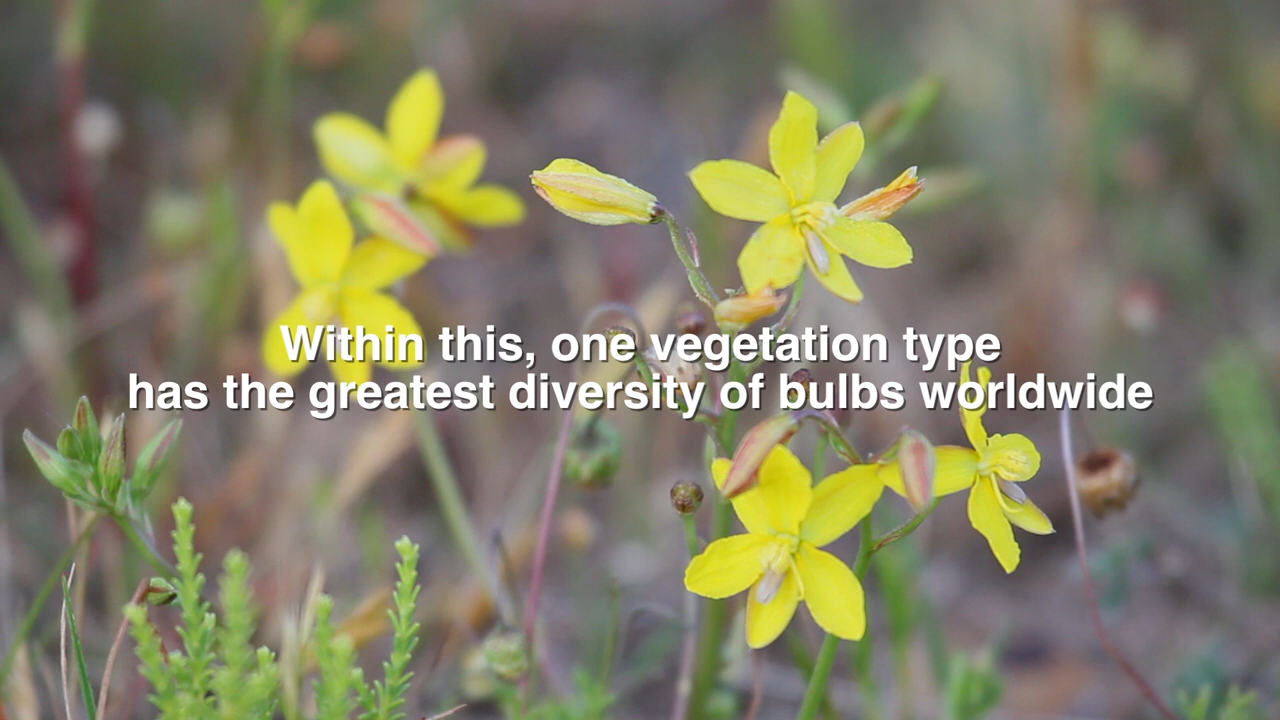 Within this, one vegetation type
has the greatest diversity of bulbs worldwide